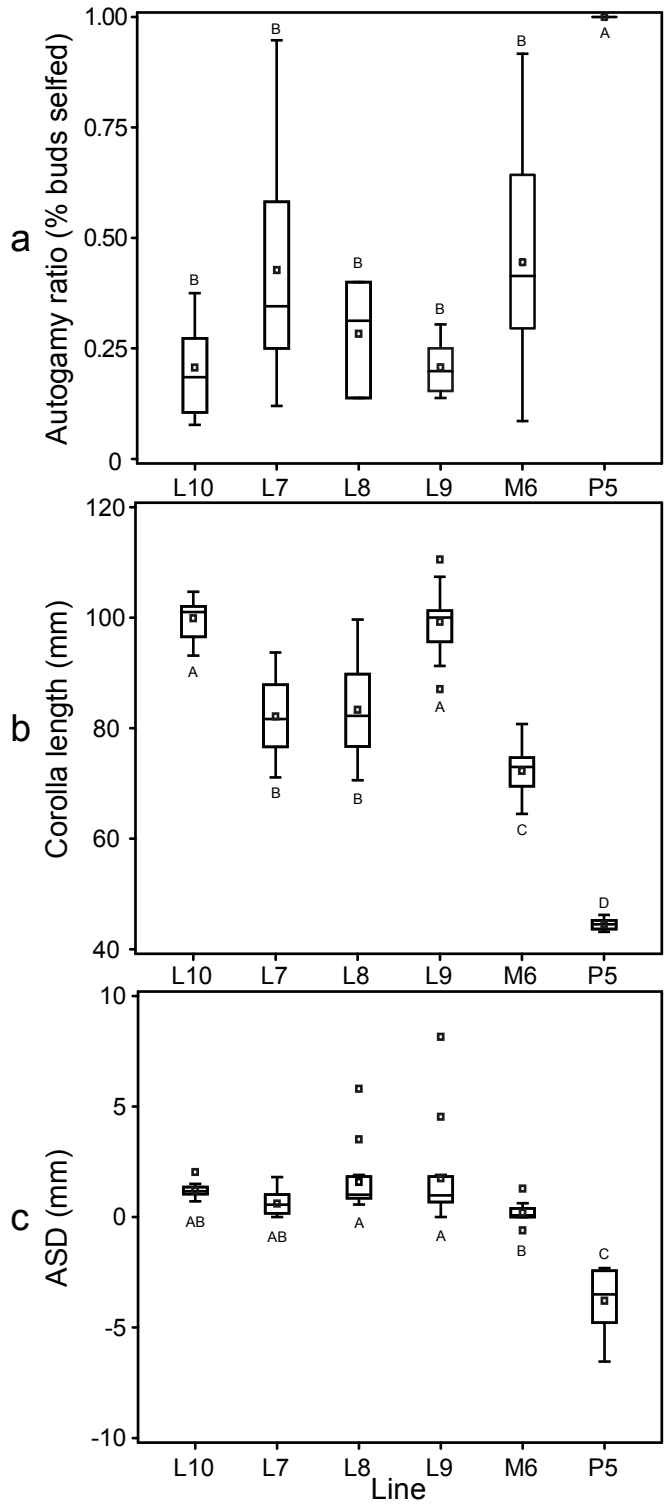 a
Autogamy ratio (% buds selfed)
1.00
0.75
0.50
0.25
0
B
B
B
B
B
A
L10 L7 L8 L9 M6 P5
b
Corolla length (mm)
120
100
80
60
40
A
B
B
A
C
D
L10 L7 L8 L9 M6 P5
c
ASD (mm)
10
5
0
-5
-10
AB
AB
A
A
B
C
L10 L7 L8 L9 M6 P5
Line